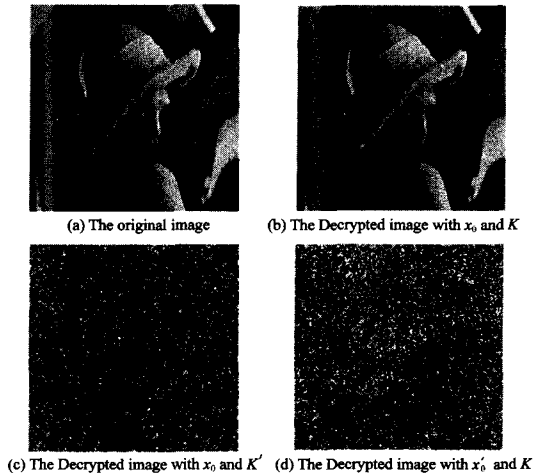 (a) The original image
(b) The Decrypted image with x₀ and K
(c) The Decrypted image with x₀ and K′
(d) The Decrypted image with x₀′ and K